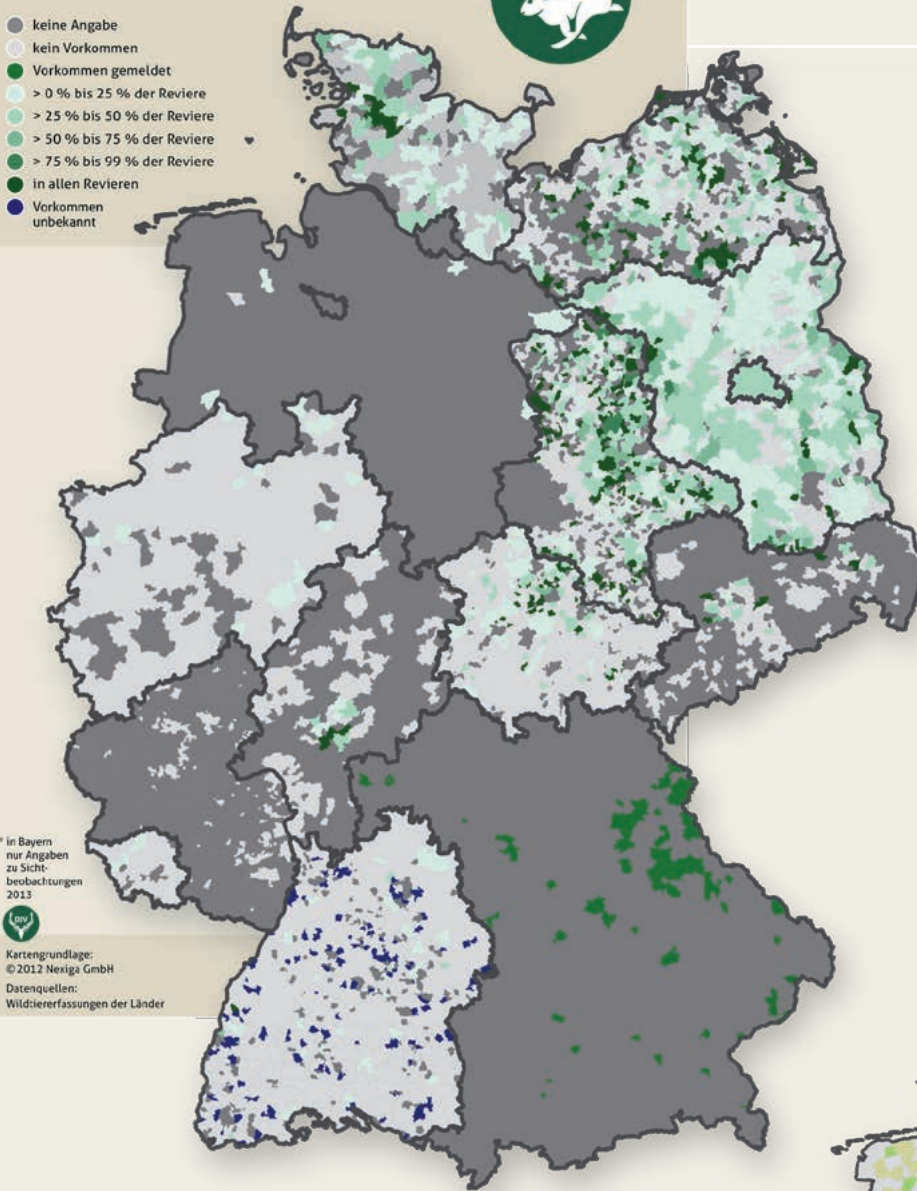 keine Angabe
kein Vorkommen
Vorkommen gemeldet
> 0 % bis 25 % der Reviere
> 25 % bis 50 % der Reviere
> 50 % bis 75 % der Reviere
> 75 % bis 99 % der Reviere
in allen Revieren
Vorkommen
unbekannt
* in Bayern
nur Angaben
zu Sicht-
beobachtungen
2013
DJV
Kartengrundlage:
©2012 Nexiga GmbH
Datenquellen:
Wildtiererfassungen der Länder